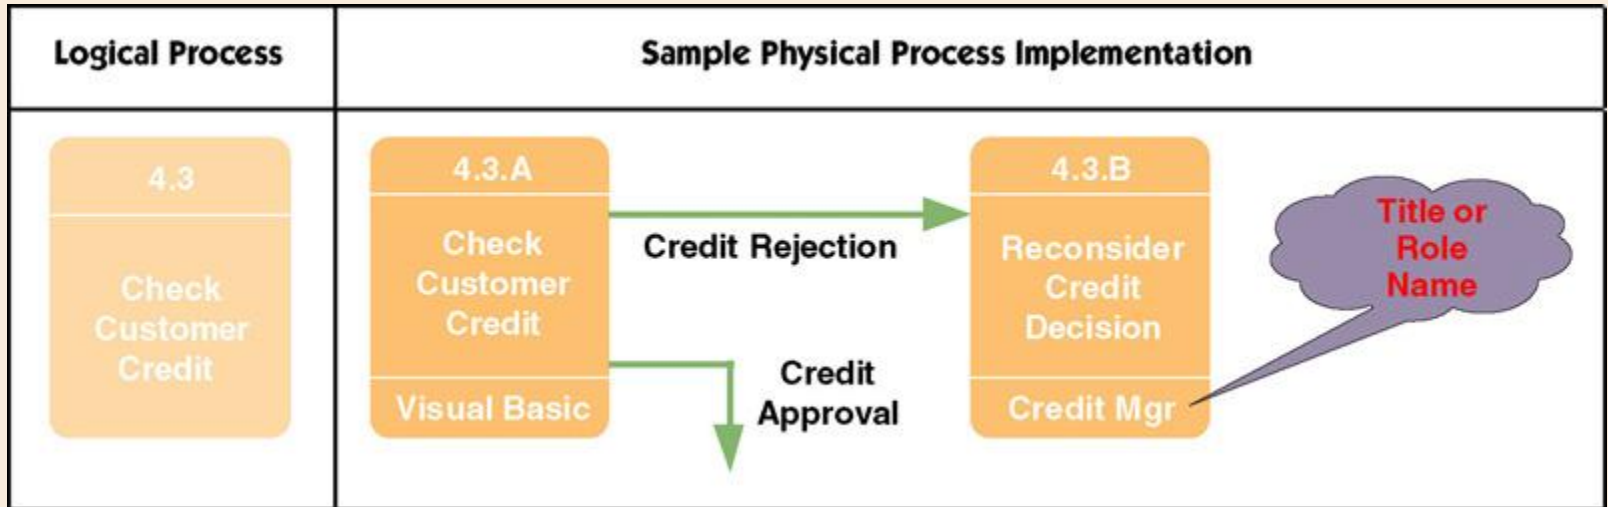 Logical Process
Sample Physical Process Implementation
4.3
Check
Customer
Credit
4.3.A
Check
Customer
Credit
Visual Basic
Credit Rejection
Credit
Approval
4.3.B
Reconsider
Credit
Decision
Credit Mgr
Title or
Role
Name